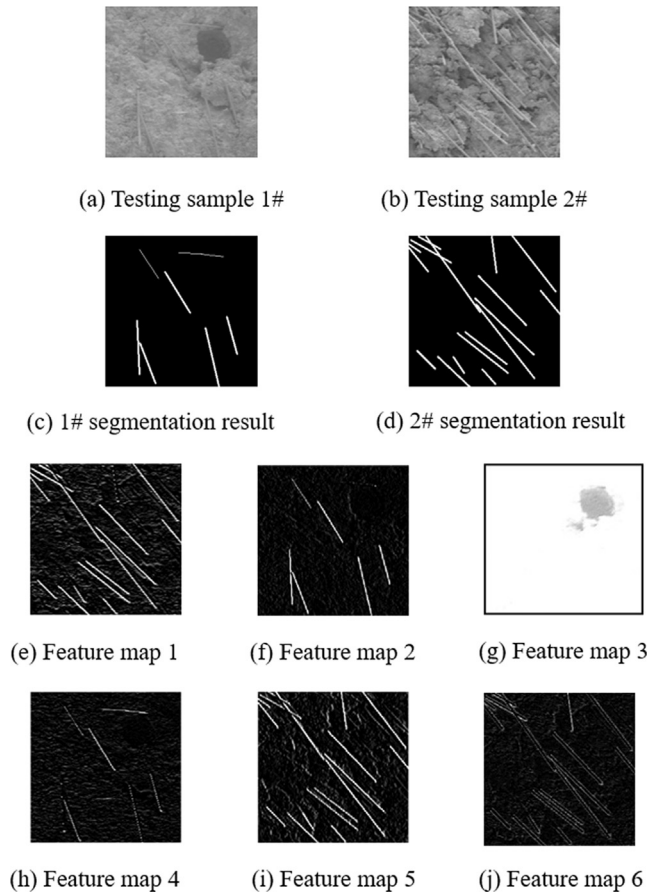 (a) Testing sample 1#
(b) Testing sample 2#
(c) 1# segmentation result
(d) 2# segmentation result
(e) Feature map 1
(f) Feature map 2
(g) Feature map 3
(h) Feature map 4
(i) Feature map 5
(j) Feature map 6